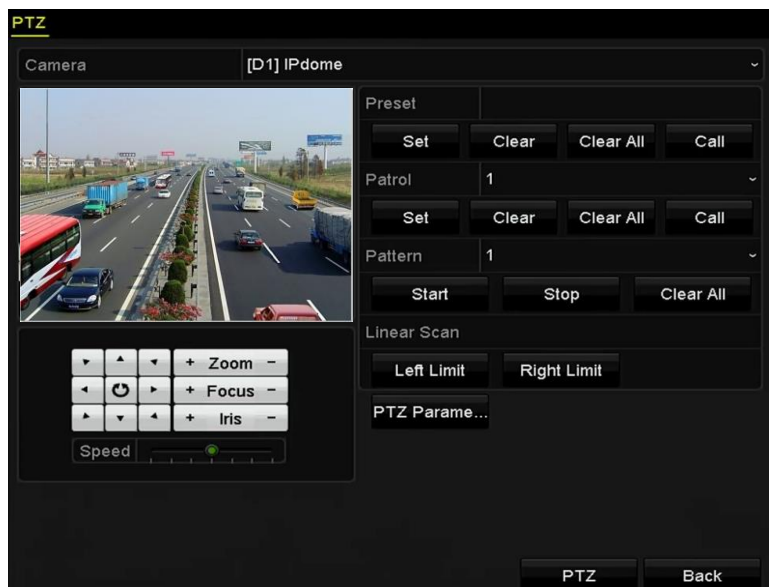 PTZ
Camera [D1] IPdome
Preset
Set Clear Clear All Call
Patrol 1
Set Clear Clear All Call
Pattern 1
Start Stop Clear All
Linear Scan
Left Limit Right Limit
PTZ Parame...
+ Zoom -
+ Focus -
+ Iris -
Speed
PTZ Back